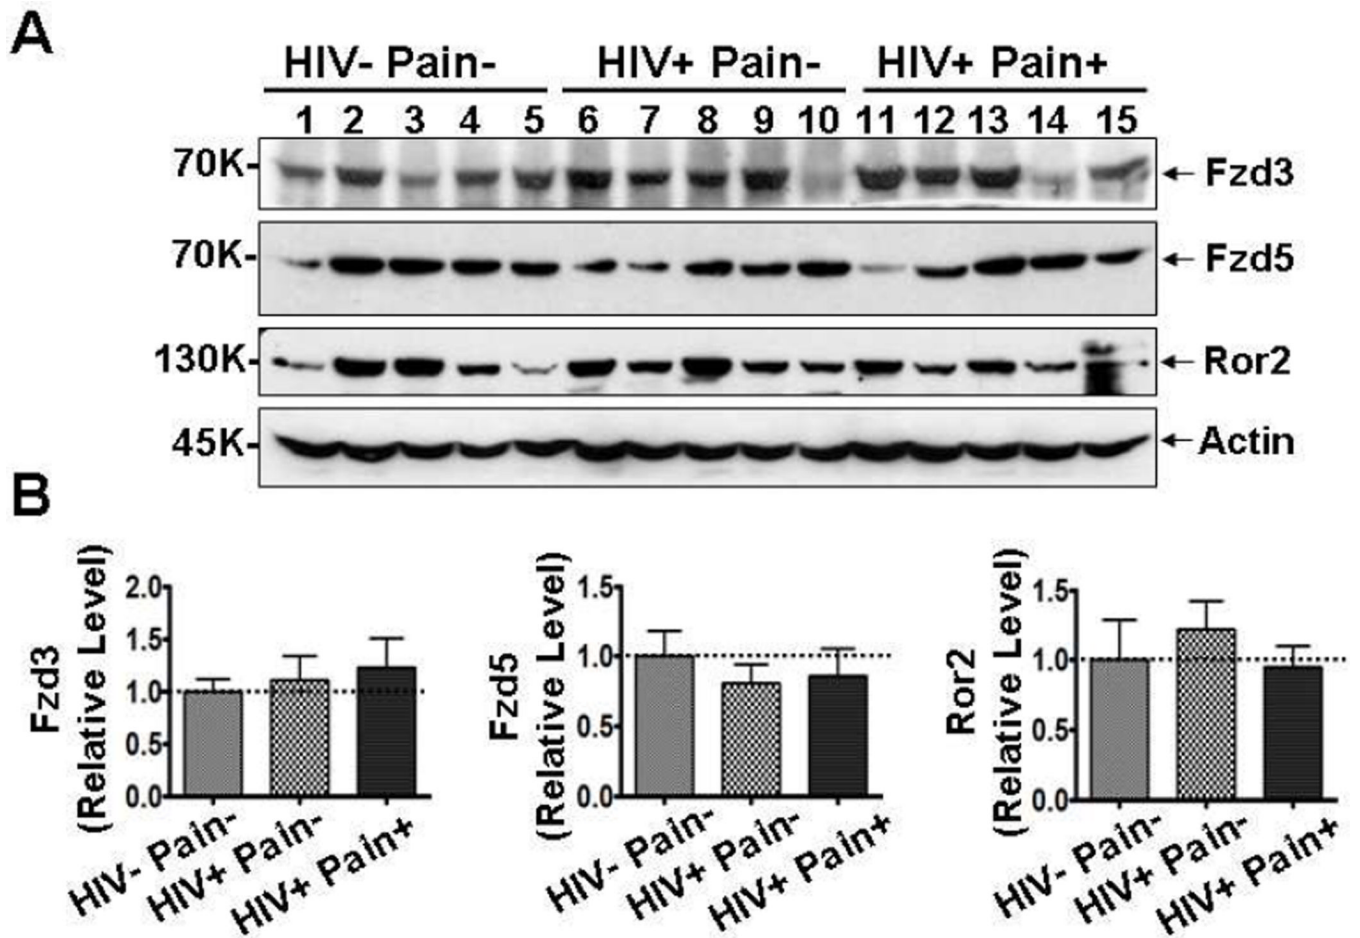 A
HIV- Pain- HIV+ Pain- HIV+ Pain+
1 2 3 4 5 6 7 8 9 10 11 12 13 14 15
70K- ← Fzd3
70K- ← Fzd5
130K- ← Ror2
45K- ← Actin
B
Fzd3
(Relative Level)
2.0
1.5
1.0
0.5
0.0
HIV- Pain-
HIV+ Pain-
HIV+ Pain+
Fzd5
(Relative Level)
1.5
1.0
0.5
0.0
HIV- Pain-
HIV+ Pain-
HIV+ Pain+
Ror2
(Relative Level)
1.5
1.0
0.5
0.0
HIV- Pain-
HIV+ Pain-
HIV+ Pain+